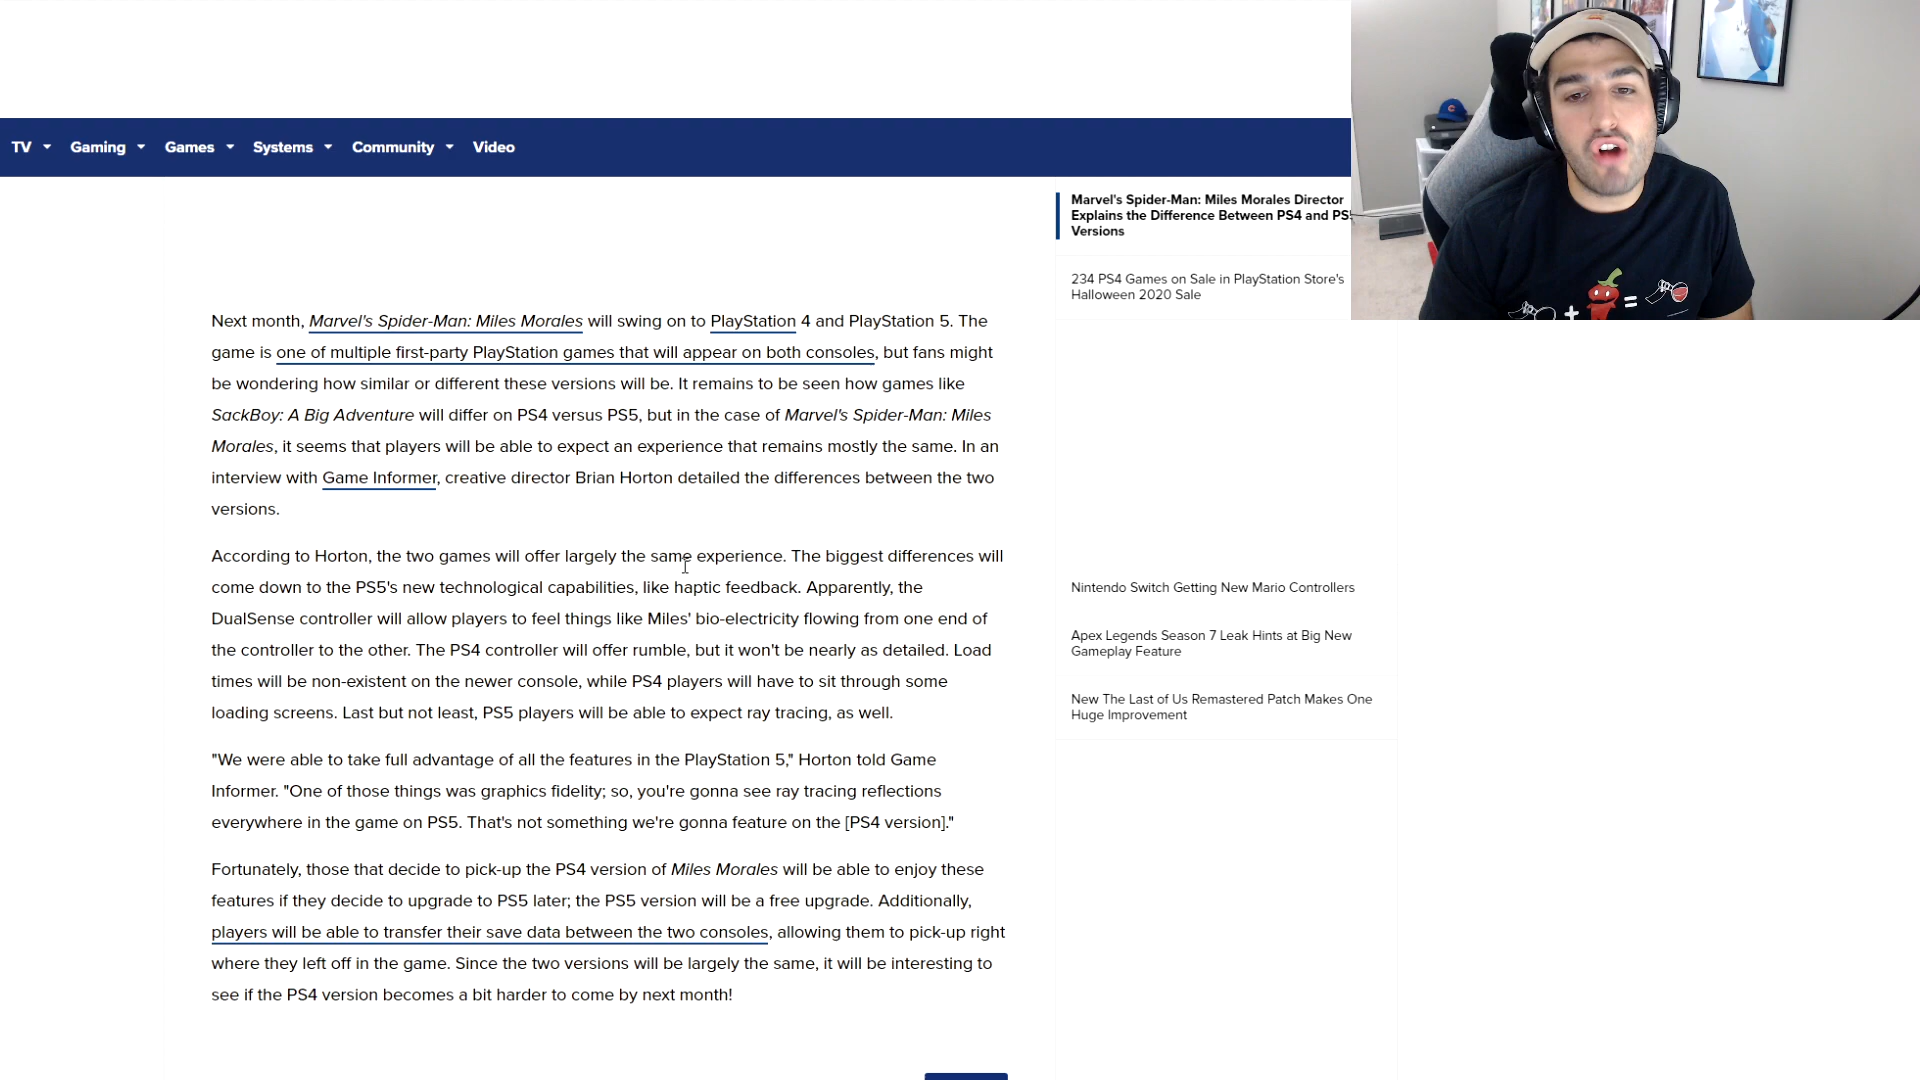 TV Gaming Games Systems Community Video
Next month, Marvel's Spider-Man: Miles Morales will swing on to PlayStation 4 and PlayStation 5. The
game is one of multiple first-party PlayStation games that will appear on both consoles, but fans might
be wondering how similar or different these versions will be. It remains to be seen how games like
SackBoy: A Big Adventure will differ on PS4 versus PS5, but in the case of Marvel's Spider-Man: Miles
Morales, it seems that players will be able to expect an experience that remains mostly the same. In an
interview with Game Informer, creative director Brian Horton detailed the differences between the two
versions.
According to Horton, the two games will offer largely the same experience. The biggest differences will
come down to the PS5's new technological capabilities, like haptic feedback. Apparently, the
DualSense controller will allow players to feel things like Miles' bio-electricity flowing from one end of
the controller to the other. The PS4 controller will offer rumble, but it won't be nearly as detailed. Load
times will be non-existent on the newer console, while PS4 players will have to sit through some
loading screens. Last but not least, PS5 players will be able to expect ray tracing, as well.
"We were able to take full advantage of all the features in the PlayStation 5," Horton told Game
Informer. "One of those things was graphics fidelity; so, you're gonna see ray tracing reflections
everywhere in the game on PS5. That's not something we're gonna feature on the [PS4 version]."
Fortunately, those that decide to pick-up the PS4 version of Miles Morales will be able to enjoy these
features if they decide to upgrade to PS5 later; the PS5 version will be a free upgrade. Additionally,
players will be able to transfer their save data between the two consoles, allowing them to pick-up right
where they left off in the game. Since the two versions will be largely the same, it will be interesting to
see if the PS4 version becomes a bit harder to come by next month!
Marvel's Spider-Man: Miles Morales Director
Explains the Difference Between PS4 and PS5
Versions
234 PS4 Games on Sale in PlayStation Store's
Halloween 2020 Sale
Nintendo Switch Getting New Mario Controllers
Apex Legends Season 7 Leak Hints at Big New
Gameplay Feature
New The Last of Us Remastered Patch Makes One
Huge Improvement
+ =